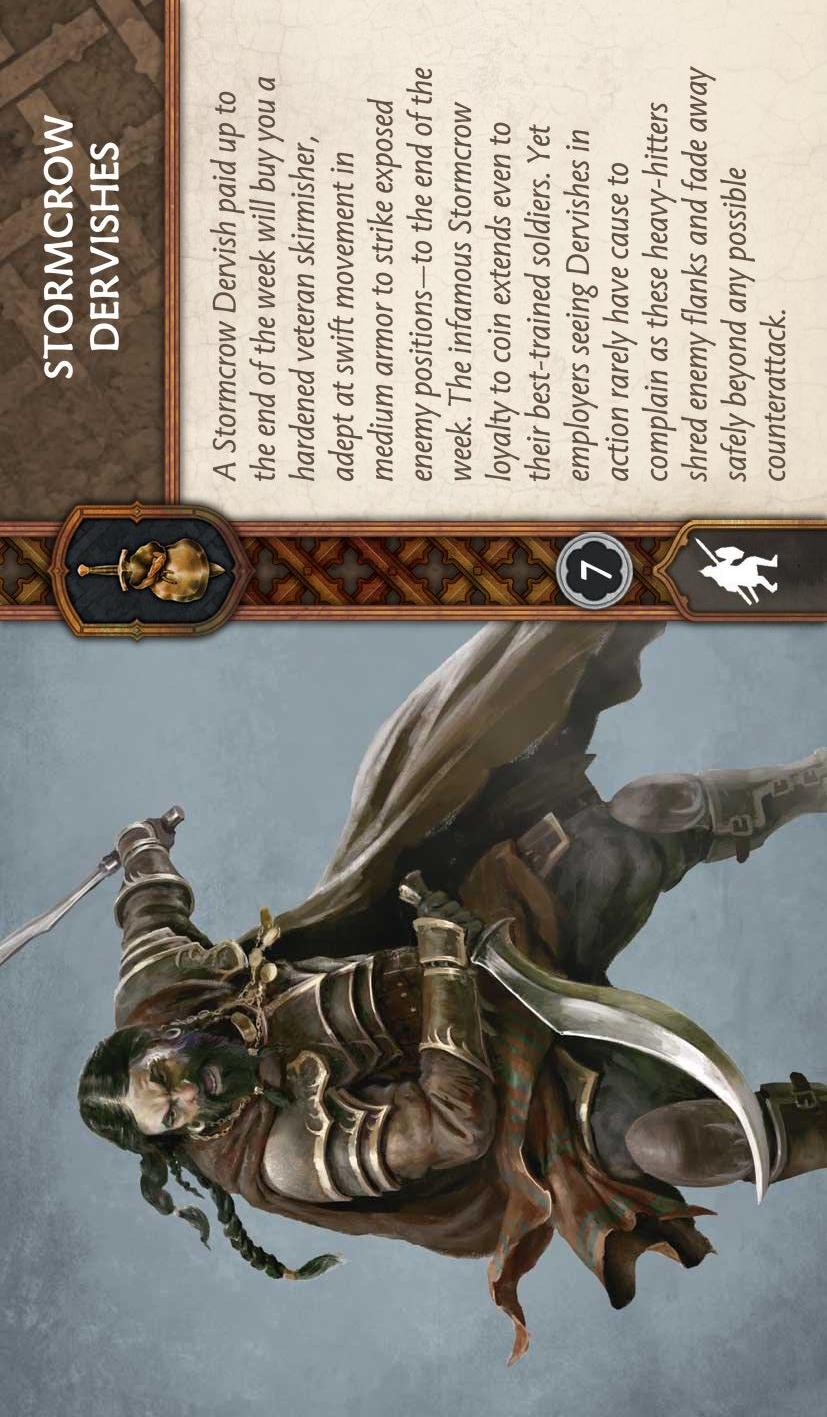 STORMCROW
DERVISHES
A Stormcrow Dervish paid up to
the end of the week will buy you a
hardened veteran skirmisher,
adept at swift movement in
medium armor to strike exposed
enemy positions—to the end of the
week. The infamous Stormcrow
loyalty to coin extends even to
their best-trained soldiers. Yet
employers seeing Dervishes in
action rarely have cause to
complain as these heavy-hitters
shred enemy flanks and fade away
safely beyond any possible
counterattack.
7